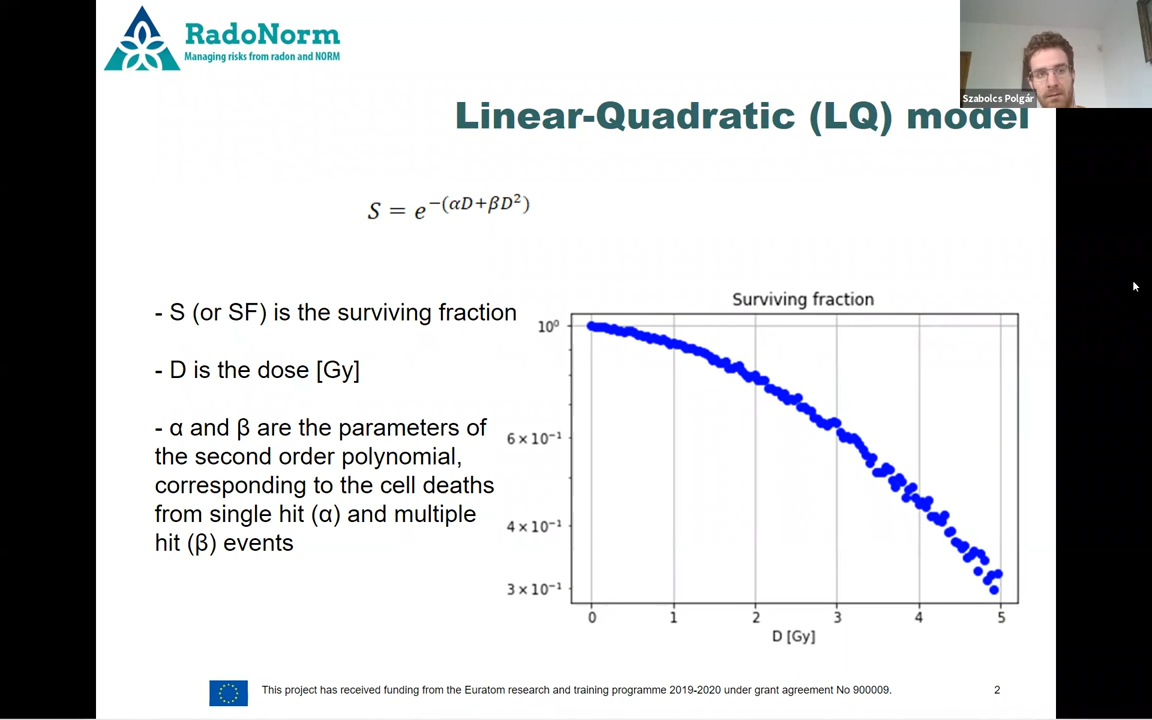 RadoNorm
Managing risks from radon and NORM
Szabolcs Polgár
Linear-Quadratic (LQ) model
S = e^−(αD+βD²)
- S (or SF) is the surviving fraction
- D is the dose [Gy]
- α and β are the parameters of
the second order polynomial,
corresponding to the cell deaths
from single hit (α) and multiple
hit (β) events
Surviving fraction
10⁰
6 × 10⁻¹
4 × 10⁻¹
3 × 10⁻¹
0 1 2 3 4 5
D [Gy]
This project has received funding from the Euratom research and training programme 2019-2020 under grant agreement No 900009.
2